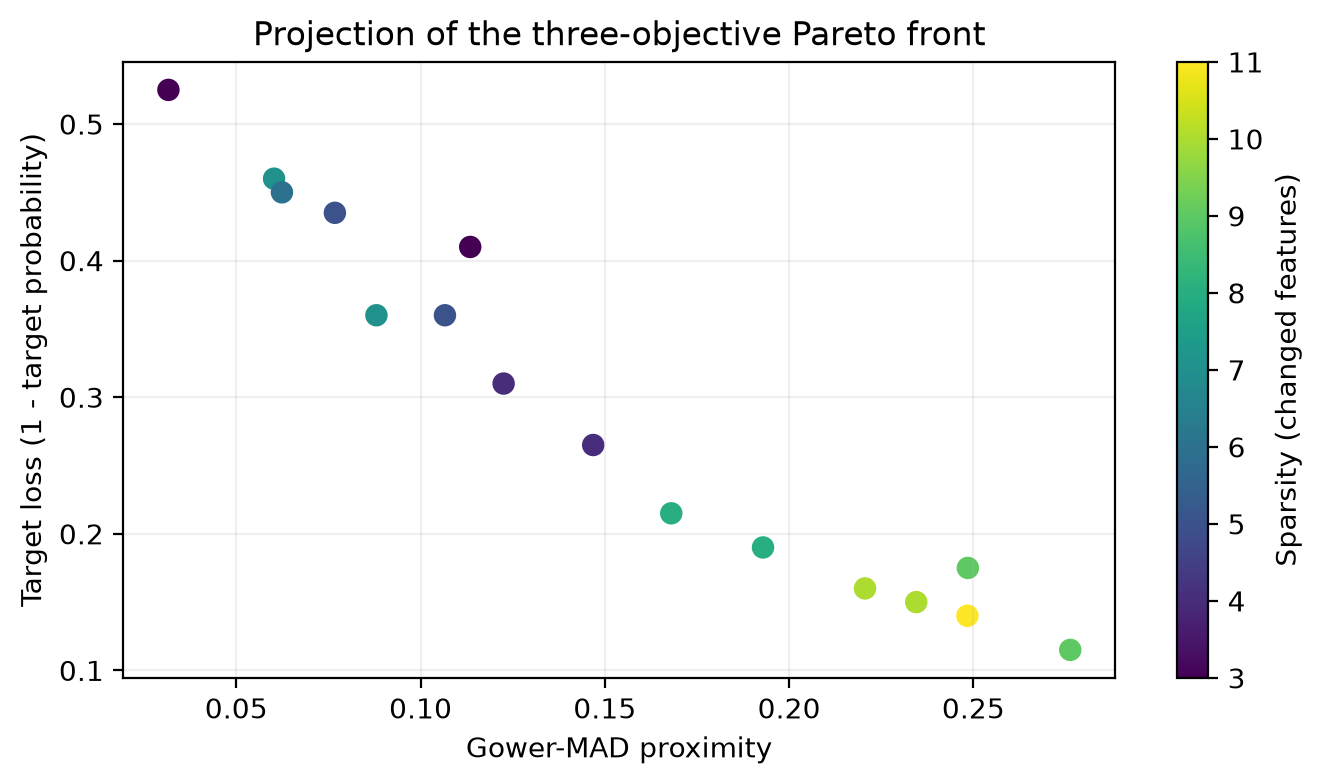 Projection of the three-objective Pareto front
Target loss (1 - target probability)
0.5
0.4
0.3
0.2
0.1
0.05 0.10 0.15 0.20 0.25
Gower-MAD proximity
11
10
9
8
7
6
5
4
3
Sparsity (changed features)